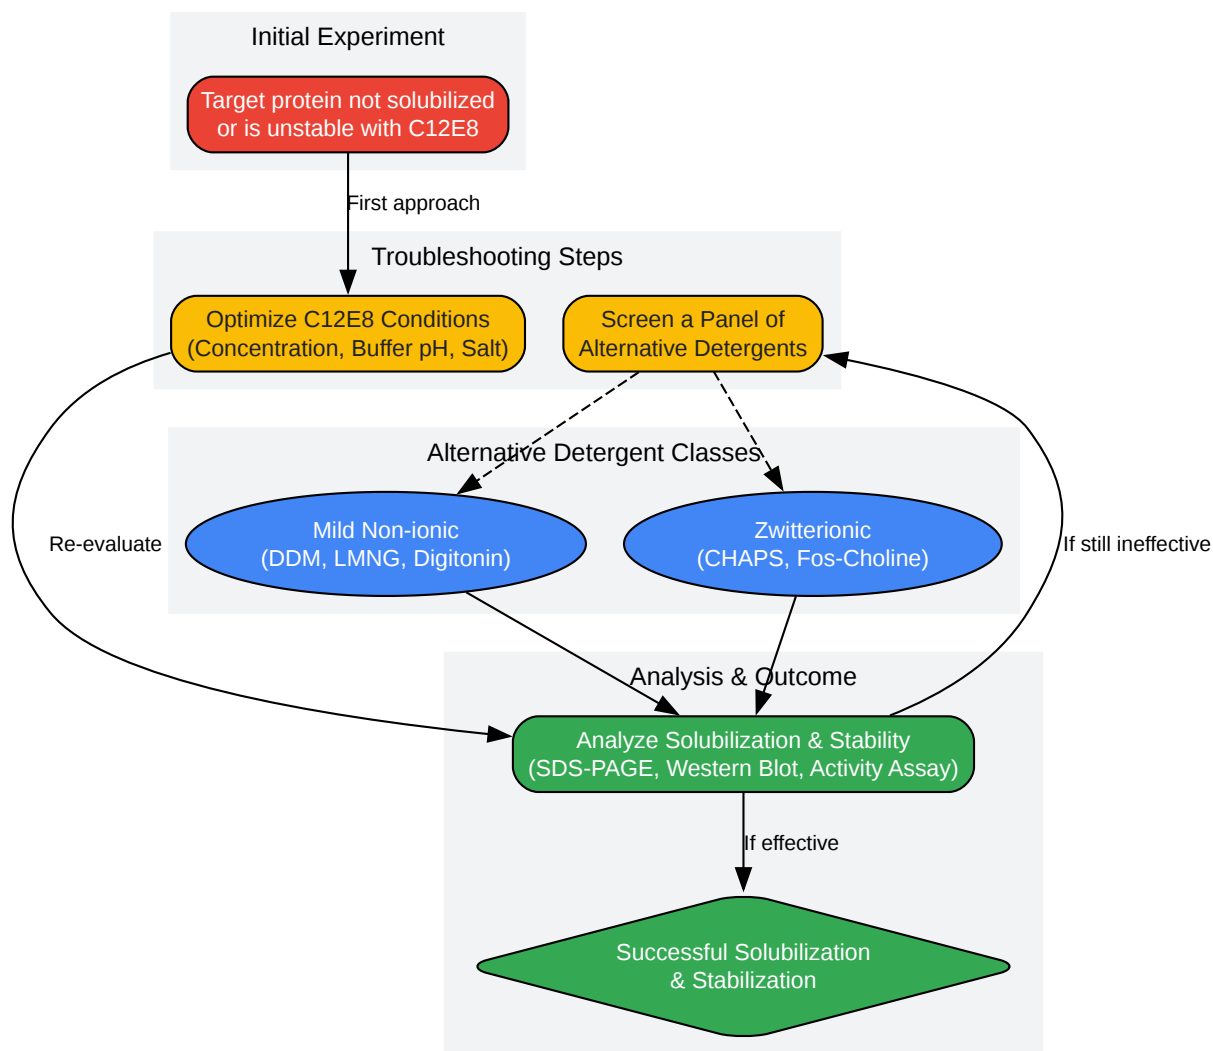 Initial Experiment
Target protein not solubilized
or is unstable with C12E8
First approach
Troubleshooting Steps
Optimize C12E8 Conditions
(Concentration, Buffer pH, Salt)
Screen a Panel of
Alternative Detergents
Alternative Detergent Classes
Mild Non-ionic
(DDM, LMNG, Digitonin)
Zwitterionic
(CHAPS, Fos-Choline)
Re-evaluate
If still ineffective
Analysis & Outcome
Analyze Solubilization & Stability
(SDS-PAGE, Western Blot, Activity Assay)
If effective
Successful Solubilization
& Stabilization